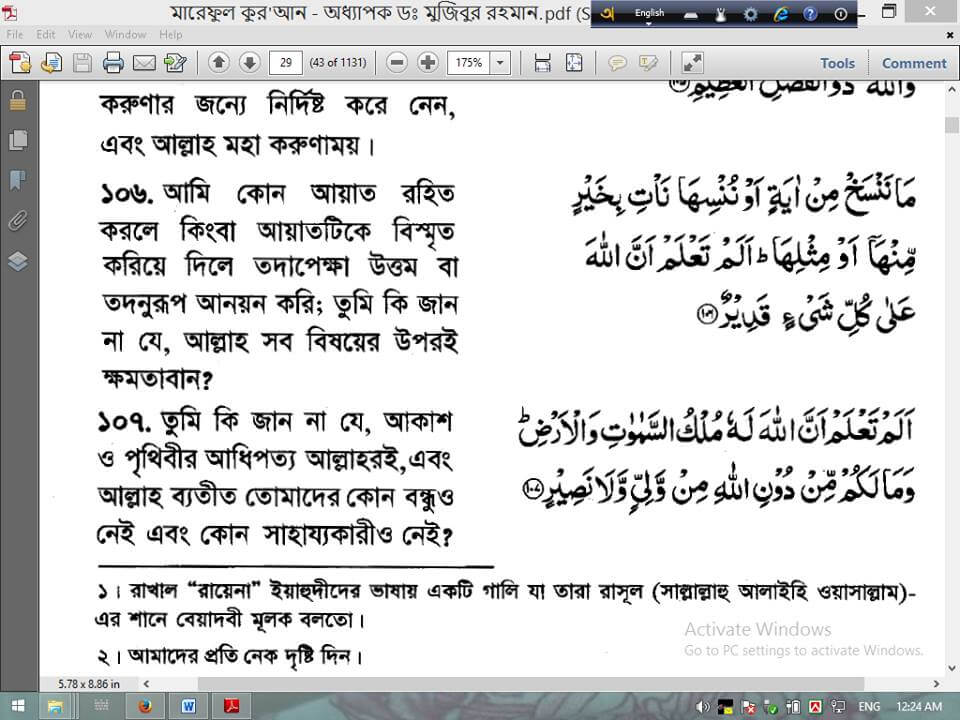 মারেফুল কুর'আন - অধ্যাপক ডঃ মুজিবুর রহমান.pdf (S
English
File Edit View Window Help
29 (43 of 1131) 175% Tools Comment
করুণার জন্যে নির্দিষ্ট করে নেন,
এবং আল্লাহ মহা করুণাময়।
وَاللّٰهُ ذُو الْفَضْلِ الْعَظِيْمِ
১০৬. আমি কোন আয়াত রহিত
করলে কিংবা আয়াতটিকে বিস্মৃত
করিয়ে দিলে তদাপেক্ষা উত্তম বা
তদনুরূপ আনয়ন করি; তুমি কি জান
না যে, আল্লাহ সব বিষয়ের উপরই
ক্ষমতাবান?
مَا نَنْسَخْ مِنْ اٰيَةٍ اَوْ نُنْسِهَا نَاْتِ بِخَيْرٍ
مِّنْهَآ اَوْ مِثْلِهَا ؕ اَلَمْ تَعْلَمْ اَنَّ اللّٰهَ
عَلٰى كُلِّ شَىْءٍ قَدِيْرٌ ۝۱۰۶
১০৭. তুমি কি জান না যে, আকাশ
ও পৃথিবীর আধিপত্য আল্লাহরই, এবং
আল্লাহ ব্যতীত তোমাদের কোন বন্ধুও
নেই এবং কোন সাহায্যকারীও নেই?
اَلَمْ تَعْلَمْ اَنَّ اللّٰهَ لَهٗ مُلْكُ السَّمٰوٰتِ وَالْاَرْضِ ؕ
وَمَا لَكُمْ مِّنْ دُوْنِ اللّٰهِ مِنْ وَّلِيٍّ وَّلَا نَصِيْرٍ ۝۱۰۷
১। রাখাল “রায়েনা” ইয়াহুদীদের ভাষায় একটি গালি যা তারা রাসূল (সাল্লাল্লাহু আলাইহি ওয়াসাল্লাম)-
এর শানে বেয়াদবী মূলক বলতো।
২। আমাদের প্রতি নেক দৃষ্টি দিন।
Activate Windows
Go to PC settings to activate Windows.
5.78 x 8.86 in
ENG 12:24 AM